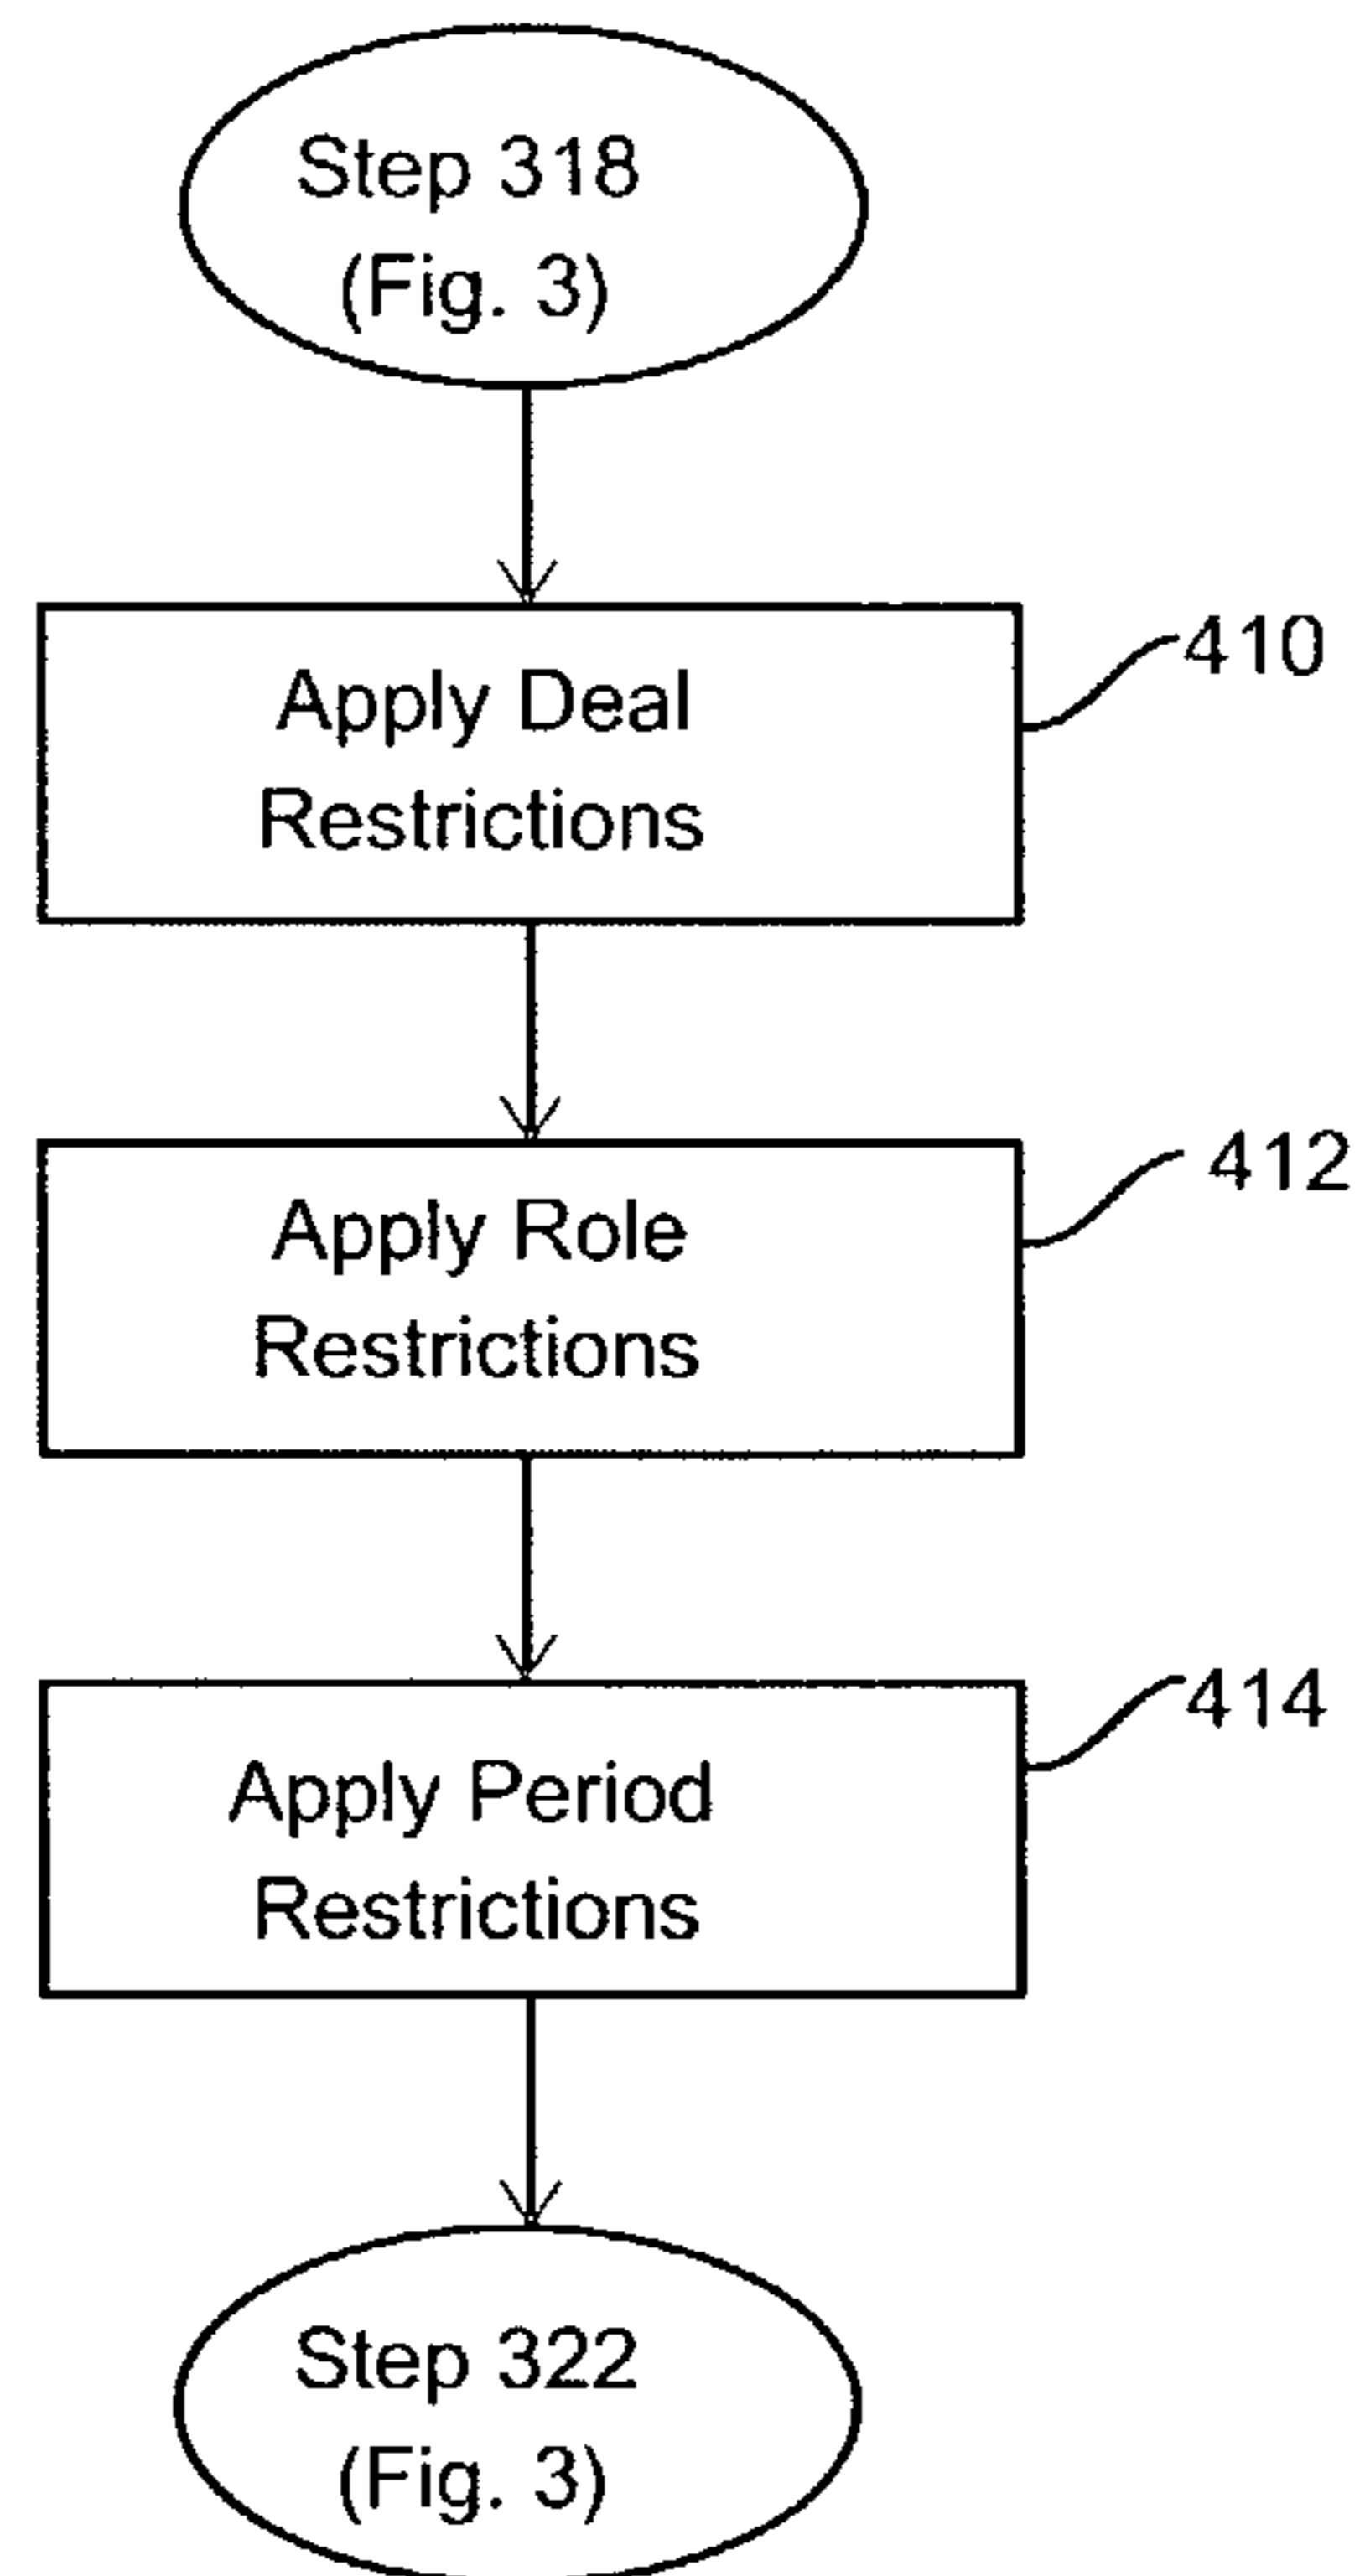 Step 318
(Fig. 3)
Apply Deal
Restrictions
410
Apply Role
Restrictions
412
Apply Period
Restrictions
414
Step 322
(Fig. 3)